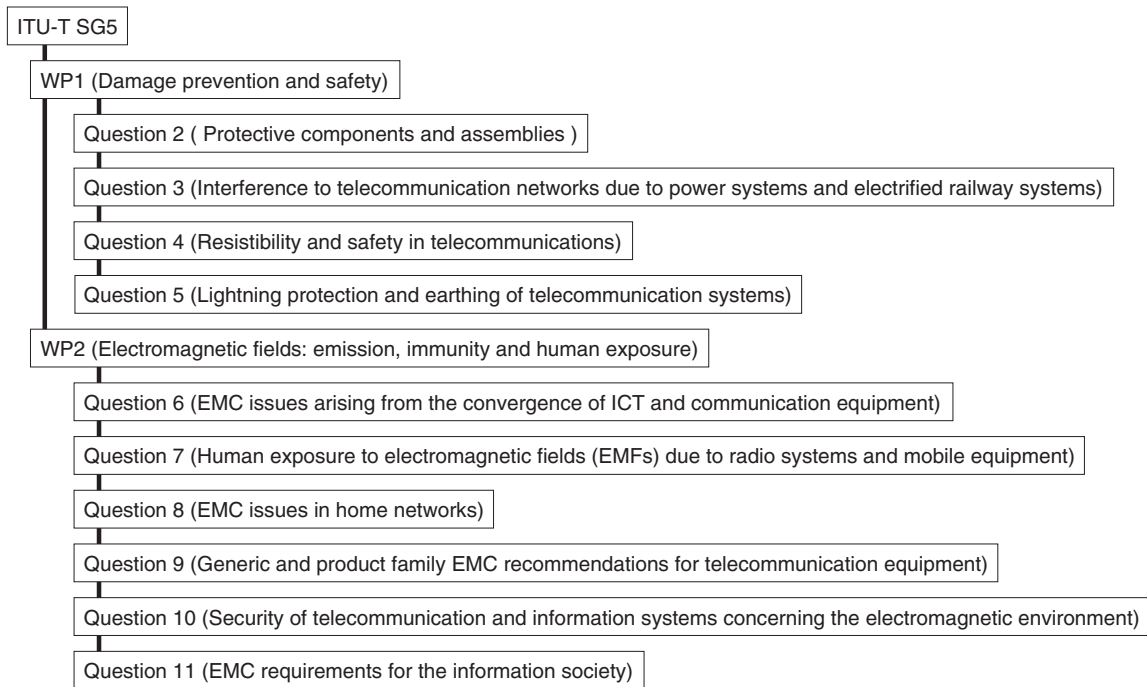 ITU-T SG5
WP1 (Damage prevention and safety)
Question 2 ( Protective components and assemblies )
Question 3 (Interference to telecommunication networks due to power systems and electrified railway systems)
Question 4 (Resistibility and safety in telecommunications)
Question 5 (Lightning protection and earthing of telecommunication systems)
WP2 (Electromagnetic fields: emission, immunity and human exposure)
Question 6 (EMC issues arising from the convergence of ICT and communication equipment)
Question 7 (Human exposure to electromagnetic fields (EMFs) due to radio systems and mobile equipment)
Question 8 (EMC issues in home networks)
Question 9 (Generic and product family EMC recommendations for telecommunication equipment)
Question 10 (Security of telecommunication and information systems concerning the electromagnetic environment)
Question 11 (EMC requirements for the information society)